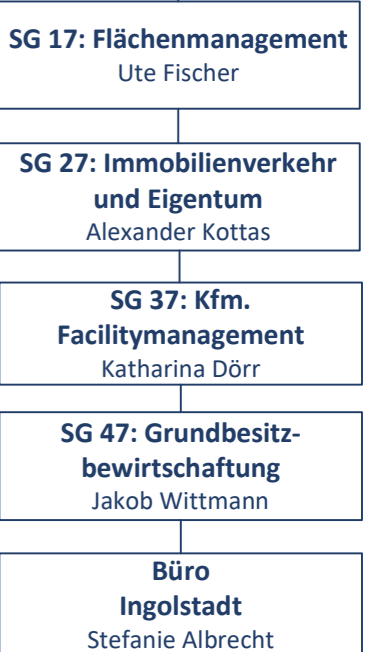 SG 17: Flächenmanagement
Ute Fischer
SG 27: Immobilienverkehr
und Eigentum
Alexander Kottas
SG 37: Kfm.
Facilitymanagement
Katharina Dörr
SG 47: Grundbesitz-
bewirtschaftung
Jakob Wittmann
Büro
Ingolstadt
Stefanie Albrecht